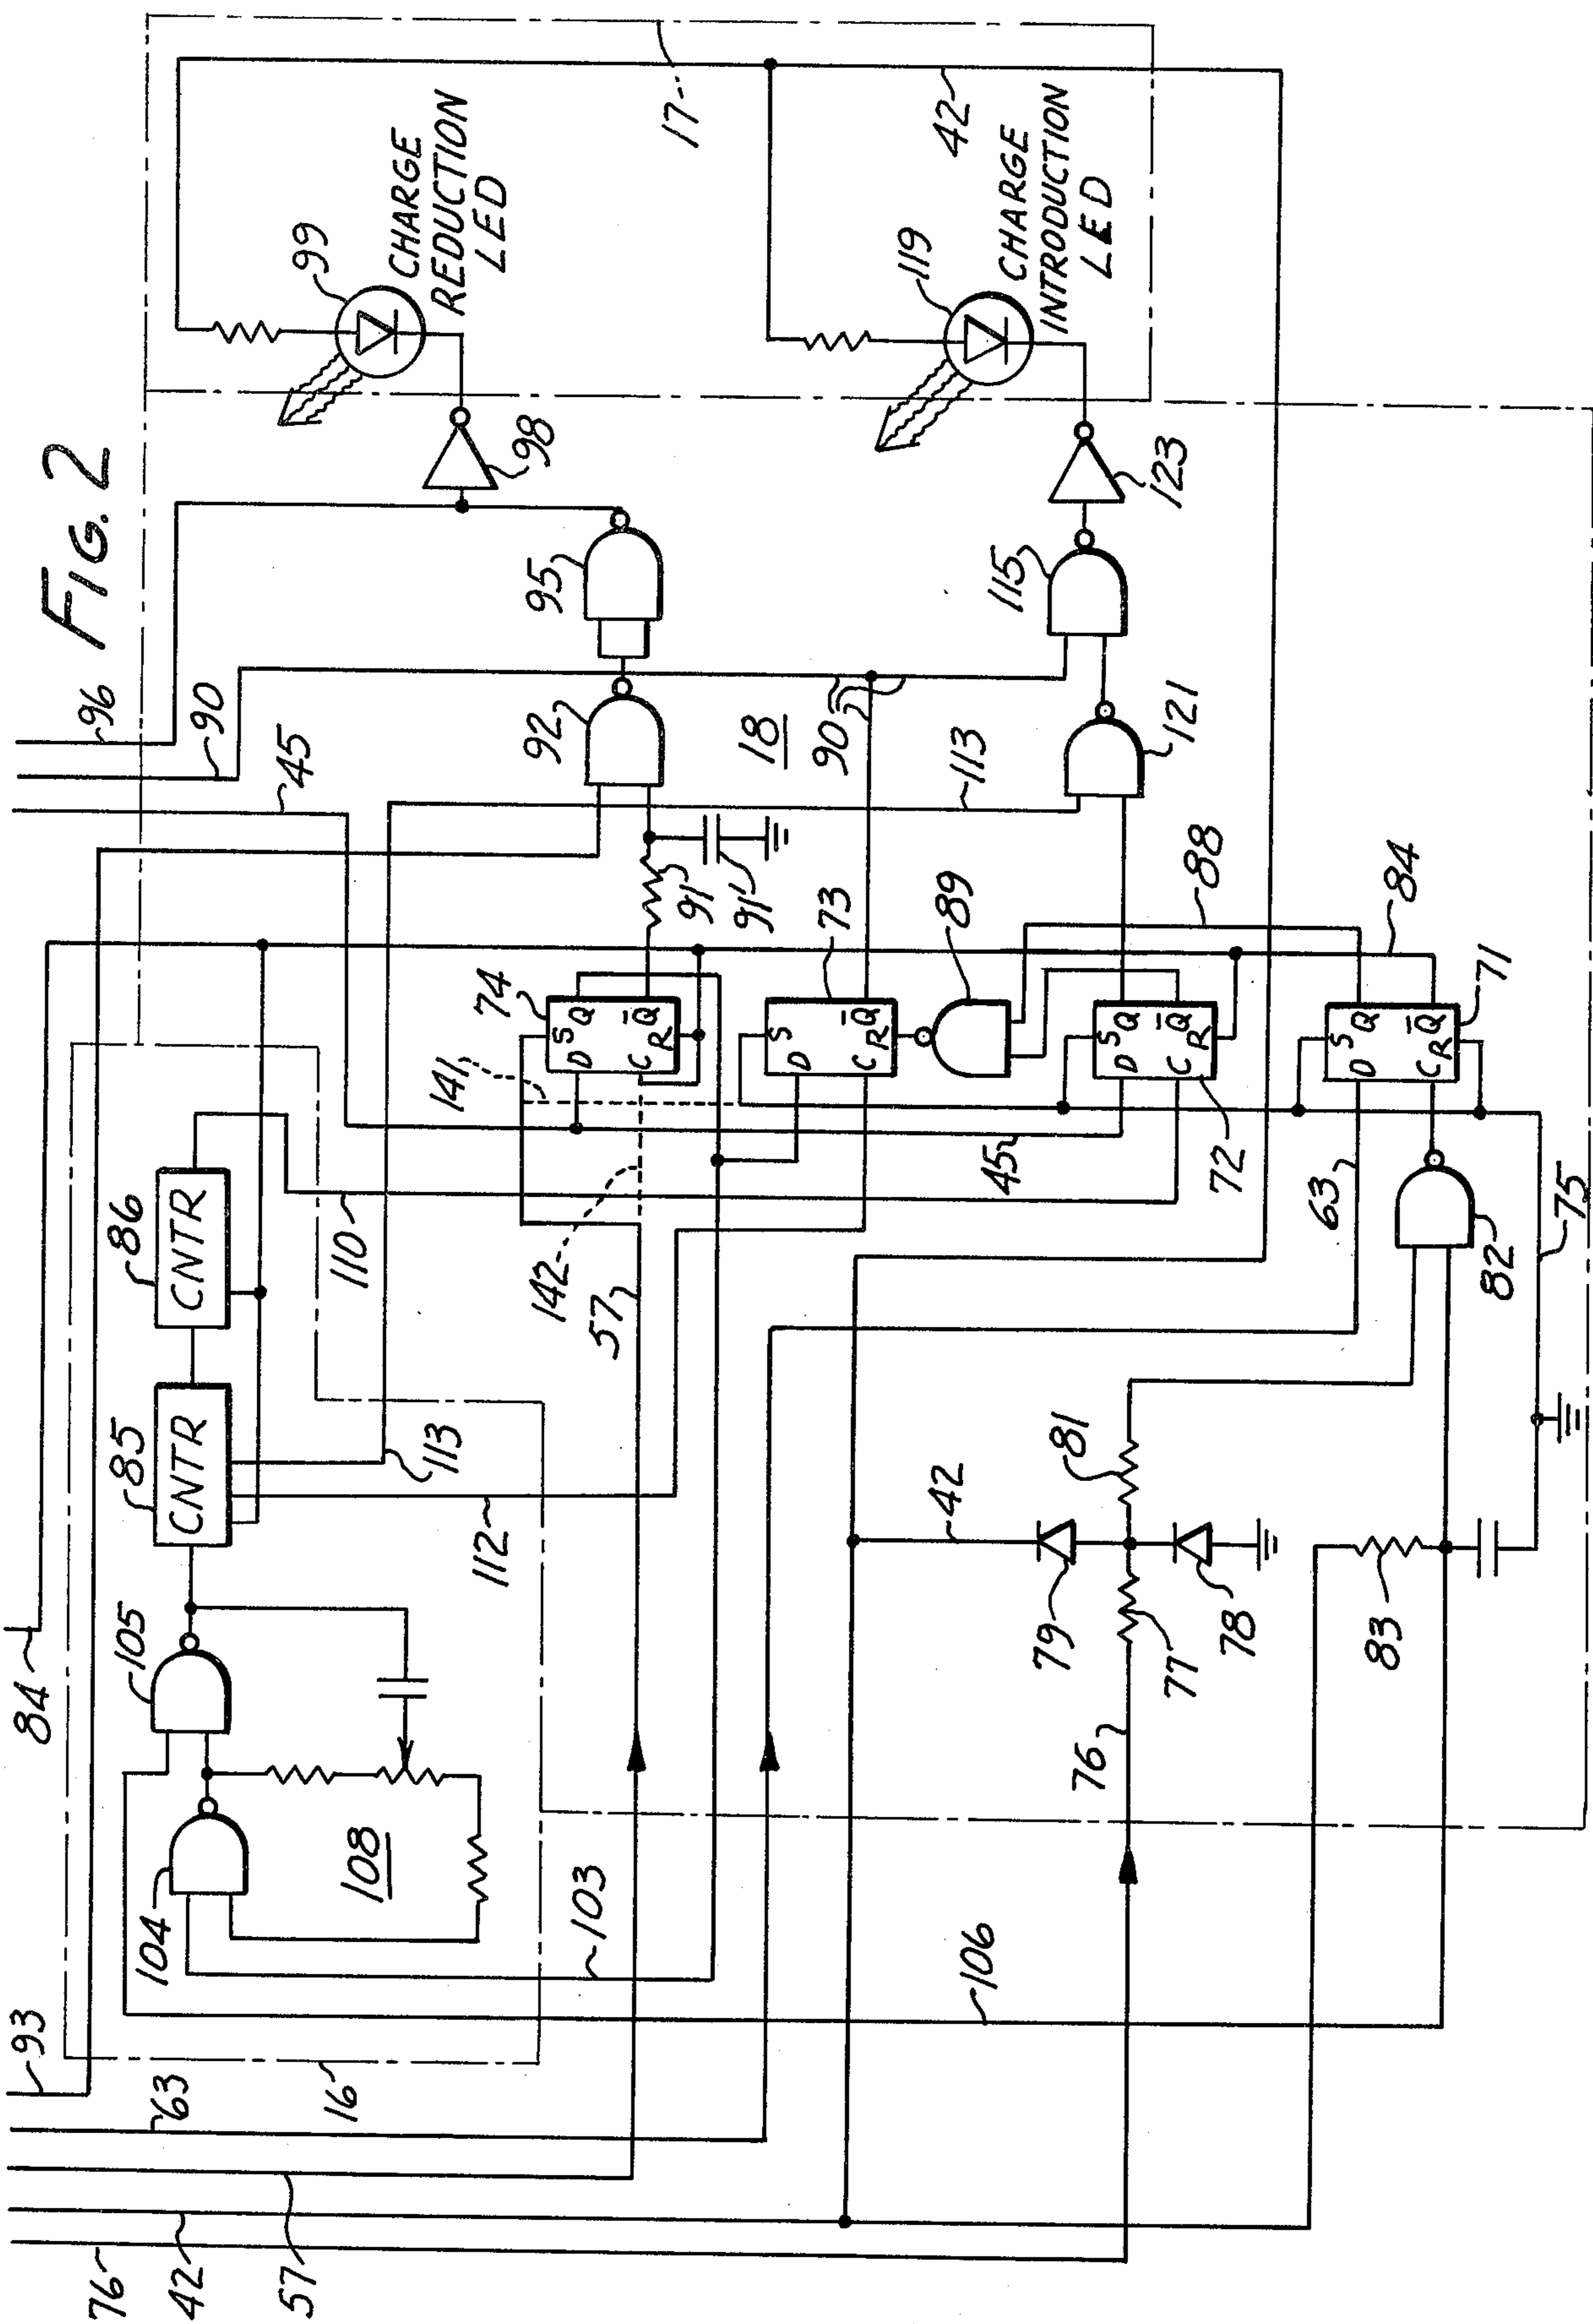 FIG. 2
96
90
45
17
99
CHARGE
REDUCTION
LED
98
95
92
42
119
CHARGE
INTRODUCTION
LED
123
115
121
18
90
113
91
91'
88
84
74
D
S
Q
C
R
Q̅
73
S
D
C
R
Q̅
89
D
S
Q
C
R
Q̅
72
D
S
Q
C
R
Q̅
71
141
142
57
45
63
82
75
86
CNTR
85
CNTR
110
113
112
84
105
104
108
103
93
63
16
57
42
76
42
79
81
77
78
76
83
106